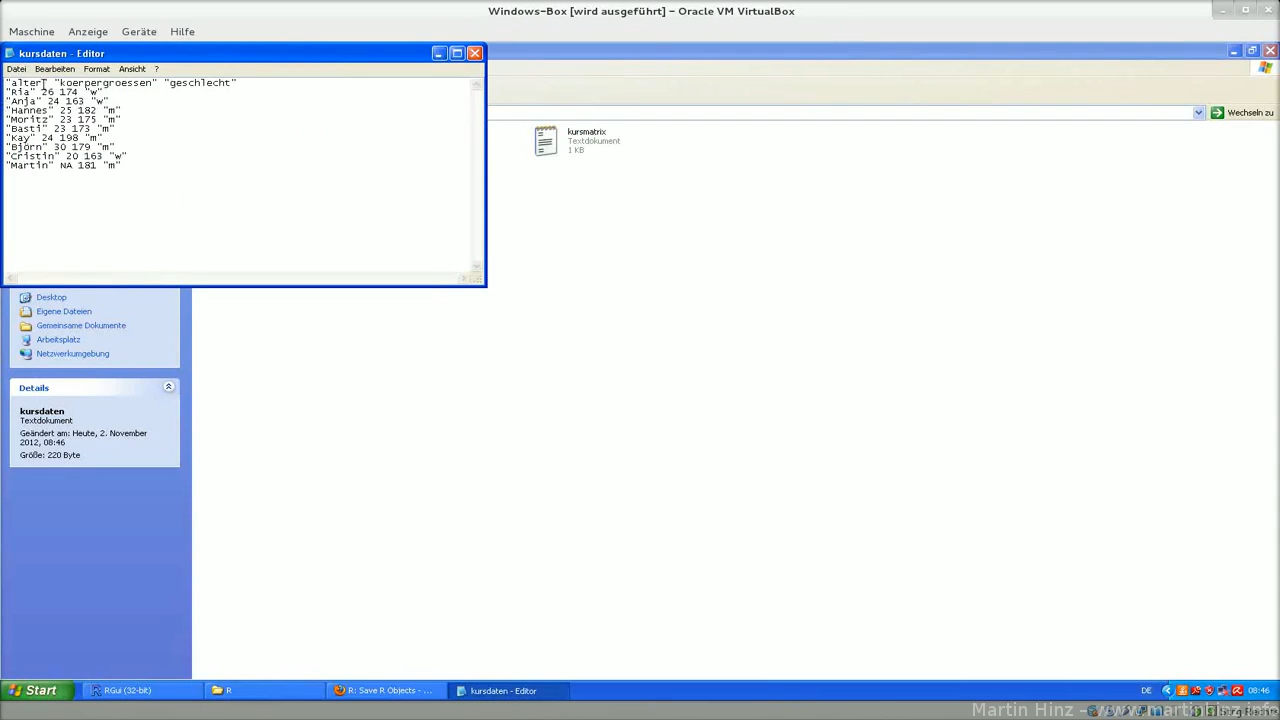 Windows-Box [wird ausgeführt] – Oracle VM VirtualBox
Maschine Anzeige Geräte Hilfe
kursdaten - Editor
Datei Bearbeiten Format Ansicht ?
"alter" "koerpergroessen" "geschlecht"
"Ria" 26 174 "w"
"Anja" 24 163 "w"
"Hannes" 25 182 "m"
"Moritz" 23 175 "m"
"Basti" 23 173 "m"
"Kay" 24 198 "m"
"Björn" 30 179 "m"
"Cristin" 20 163 "w"
"Martin" NA 181 "m"
Wechseln zu
kursmatrix
Textdokument
1 KB
Desktop
Eigene Dateien
Gemeinsame Dokumente
Arbeitsplatz
Netzwerkumgebung
Details
kursdaten
Textdokument
Geändert am: Heute, 2. November
2012, 08:46
Größe: 220 Byte
Start
RGui (32-bit)
R
R: Save R Objects - ...
kursdaten - Editor
DE
08:46
Martin Hinz - www.martinhinz.info